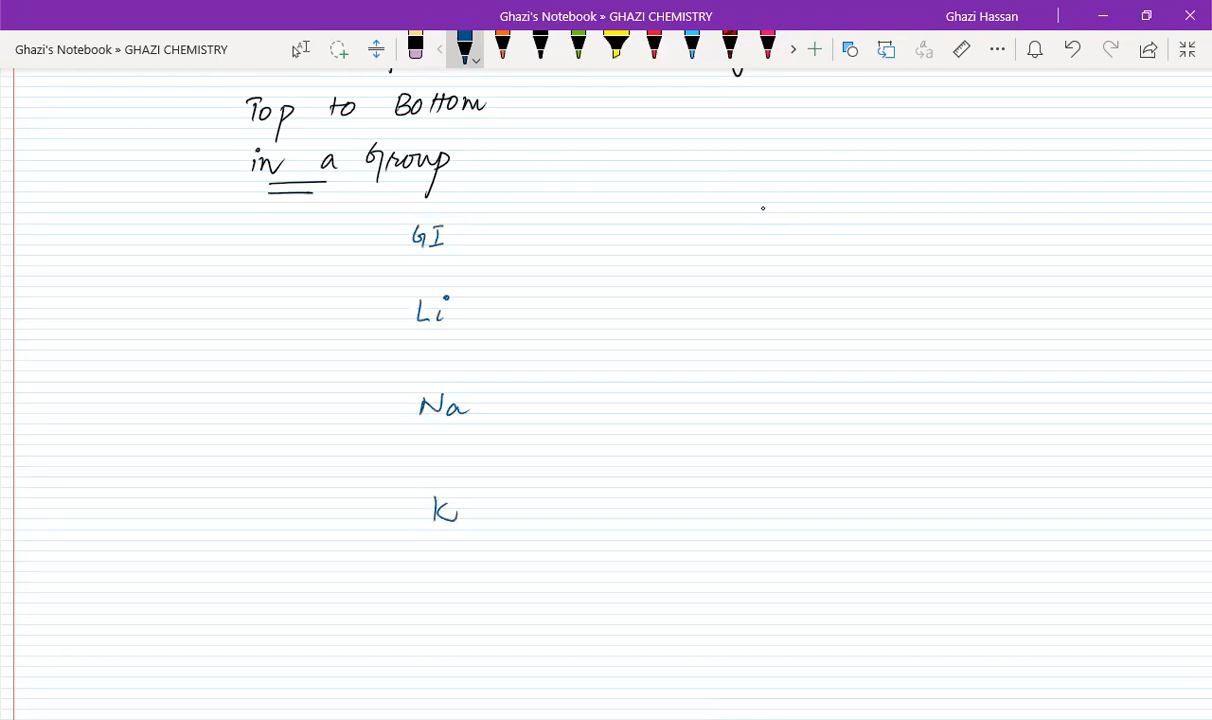 Ghazi's Notebook » GHAZI CHEMISTRY
Ghazi Hassan
Ghazi's Notebook » GHAZI CHEMISTRY
Top to Bottom
in a Group
GI
Li
Na
K